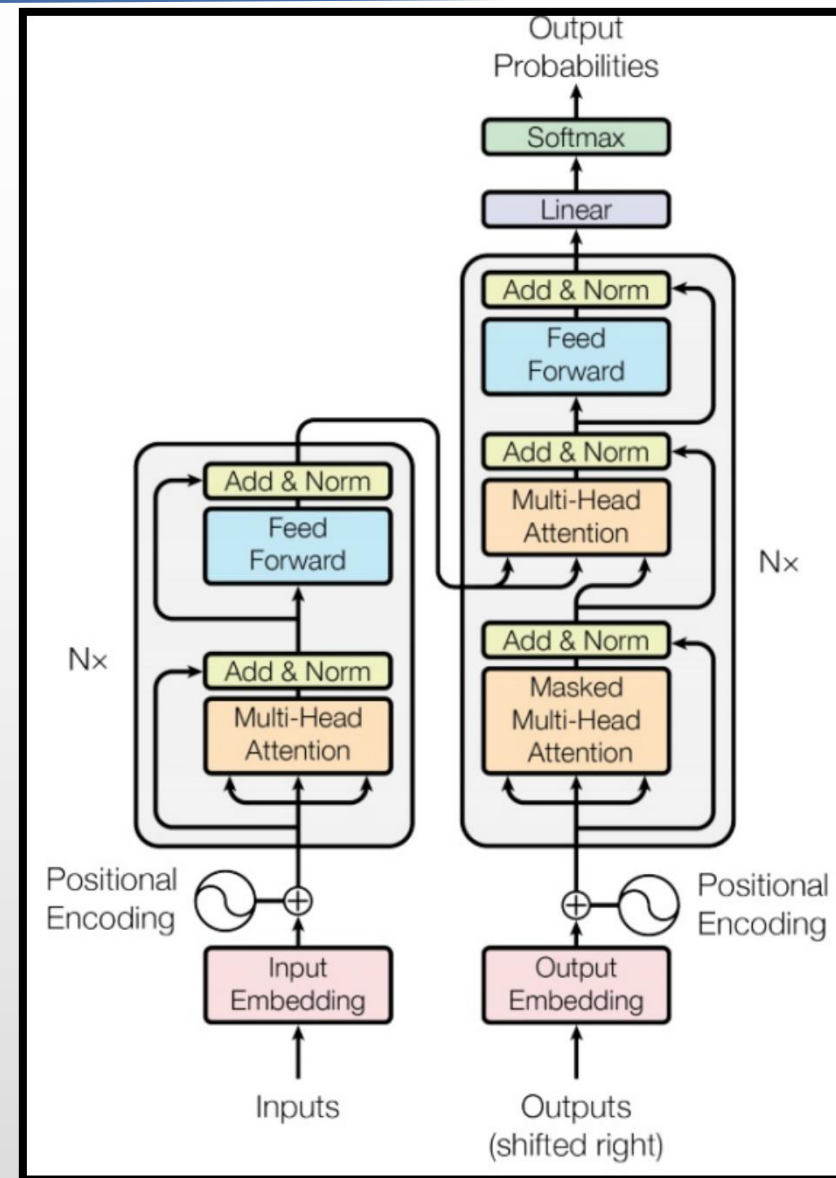 Output
Probabilities
Softmax
Linear
Add & Norm
Feed
Forward
Add & Norm
Multi-Head
Attention
Nx
Add & Norm
Masked
Multi-Head
Attention
Add & Norm
Feed
Forward
Nx
Add & Norm
Multi-Head
Attention
Positional
Encoding
Positional
Encoding
Input
Embedding
Output
Embedding
Inputs
Outputs
(shifted right)